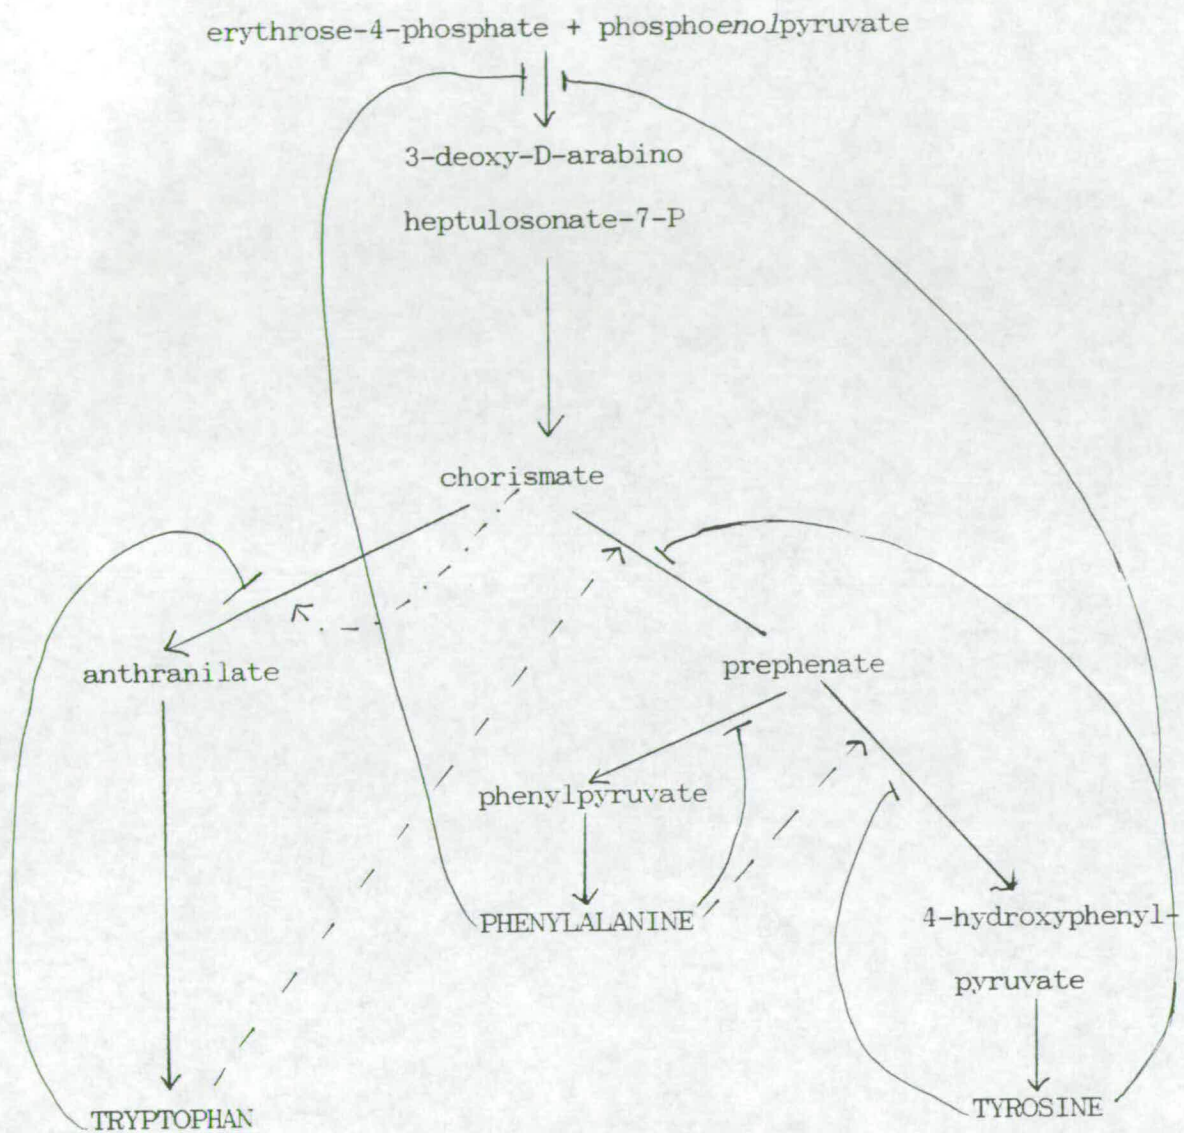 erythrose-4-phosphate + phosphoenolpyruvate
3-deoxy-D-arabino
heptulosonate-7-P
chorismate
anthranilate
prephenate
phenylpyruvate
PHENYLALANINE
4-hydroxyphenyl-
pyruvate
TRYPTOPHAN
TYROSINE